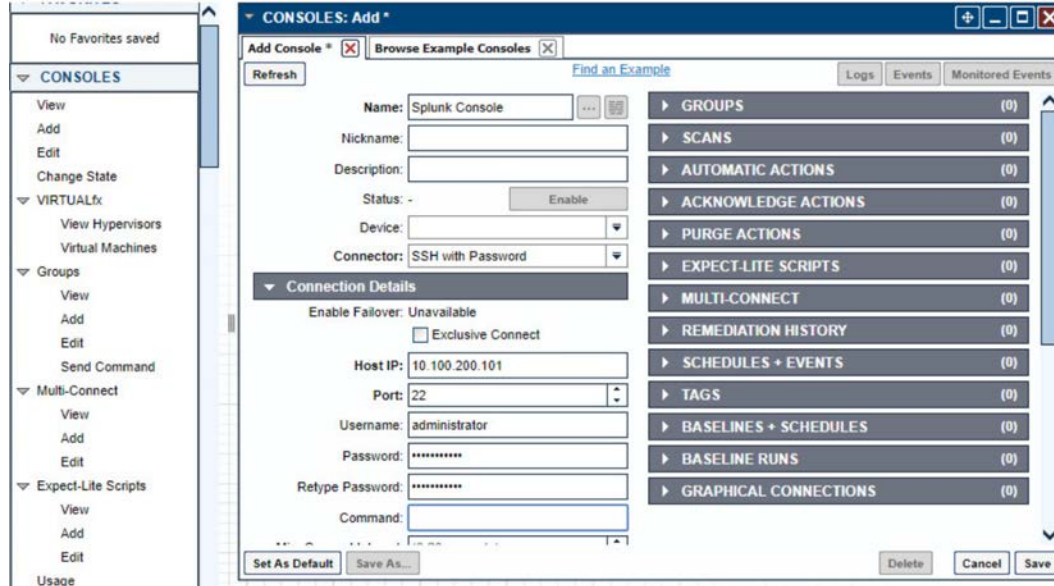 No Favorites saved
CONSOLES
View
Add
Edit
Change State
VIRTUALfx
View Hypervisors
Virtual Machines
Groups
View
Add
Edit
Send Command
Multi-Connect
View
Add
Edit
Expect-Lite Scripts
View
Add
Edit
Usage
CONSOLES: Add *
Add Console * Browse Example Consoles
Refresh Find an Example Logs Events Monitored Events
Name: Splunk Console ...
Nickname:
Description:
Status: - Enable
Device:
Connector: SSH with Password
Connection Details
Enable Failover: Unavailable
Exclusive Connect
Host IP: 10.100.200.101
Port: 22
Username: administrator
Password: •••••••••••
Retype Password: •••••••••••
Command:
GROUPS (0)
SCANS (0)
AUTOMATIC ACTIONS (0)
ACKNOWLEDGE ACTIONS (0)
PURGE ACTIONS (0)
EXPECT-LITE SCRIPTS (0)
MULTI-CONNECT (0)
REMEDIATION HISTORY (0)
SCHEDULES + EVENTS (0)
TAGS (0)
BASELINES + SCHEDULES (0)
BASELINE RUNS (0)
GRAPHICAL CONNECTIONS (0)
Set As Default Save As... Delete Cancel Save